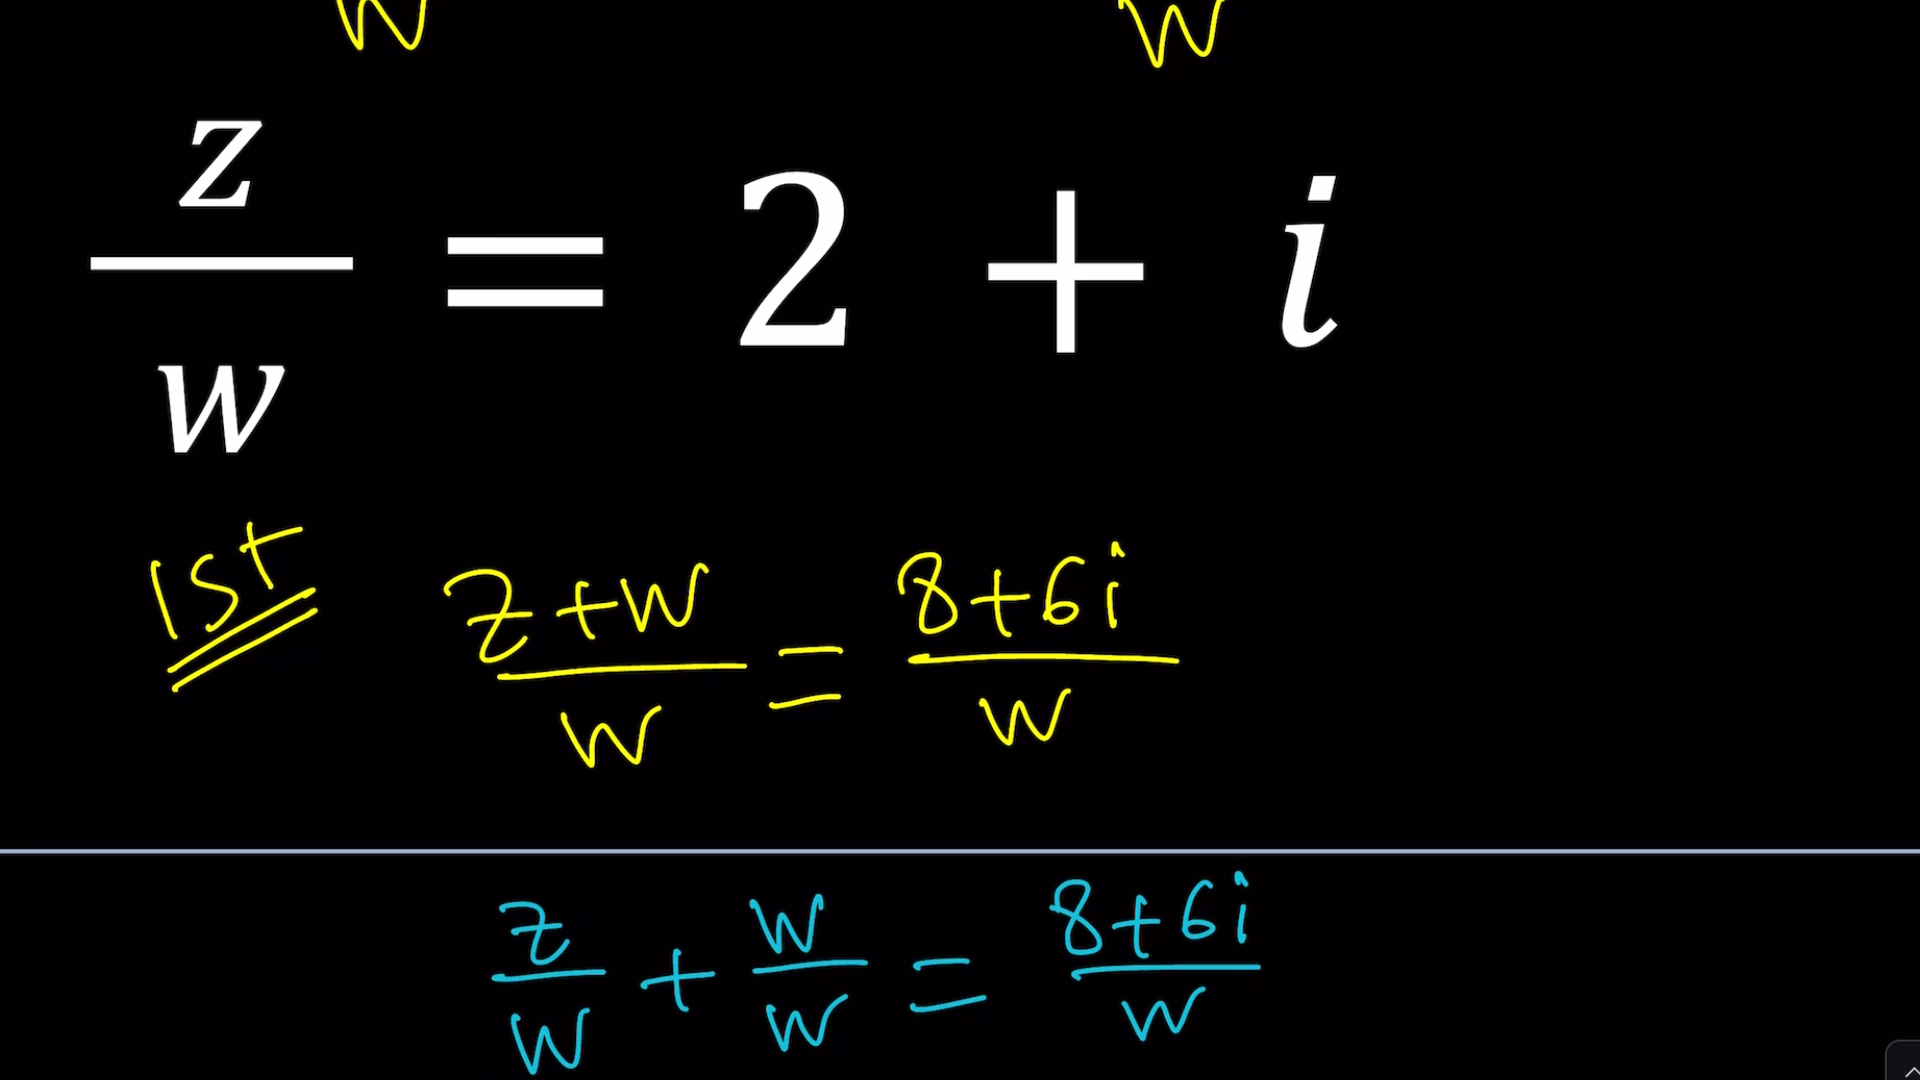 w w
z/w = 2 + i
1st z+w/w = 8+6i/w
z/w + w/w = 8+6i/w